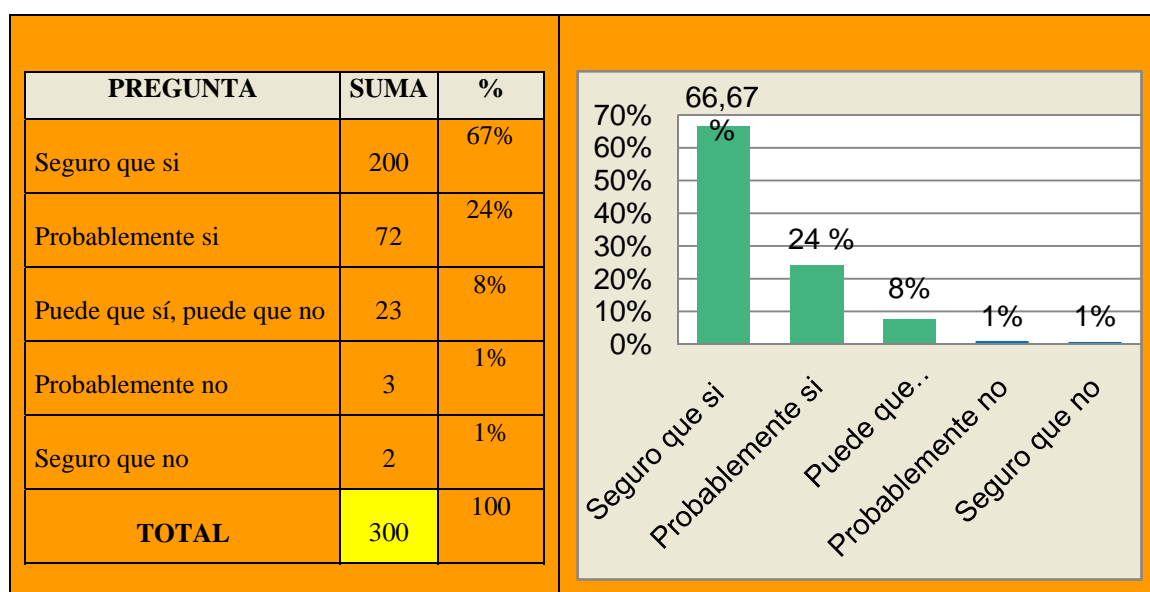 PREGUNTA SUMA %
Seguro que si 200 67%
Probablemente si 72 24%
Puede que sí, puede que no 23 8%
Probablemente no 3 1%
Seguro que no 2 1%
TOTAL 300 100
66,67
%
24 %
8%
1%
1%
70%
60%
50%
40%
30%
20%
10%
0%
Seguro que si
Probablemente si
Puede que..
Probablemente no
Seguro que no